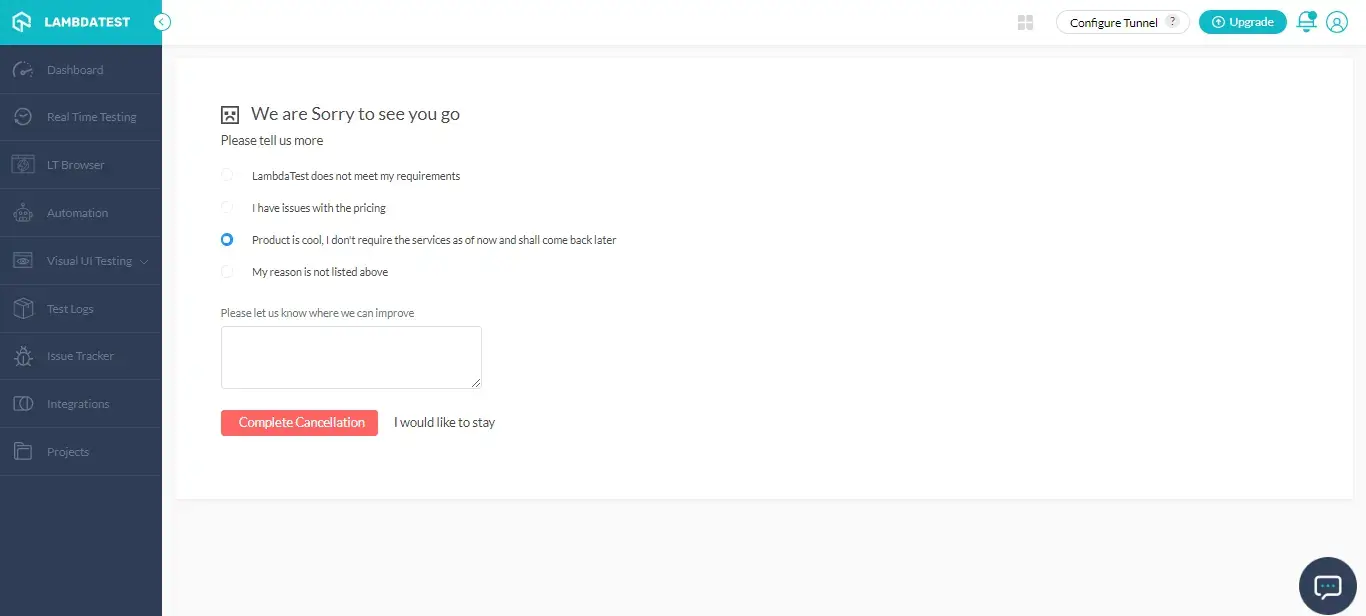 LAMBDATEST
Configure Tunnel ?
Upgrade
Dashboard
Real Time Testing
LT Browser
Automation
Visual UI Testing
Test Logs
Issue Tracker
Integrations
Projects
We are Sorry to see you go
Please tell us more
LambdaTest does not meet my requirements
I have issues with the pricing
Product is cool, I don't require the services as of now and shall come back later
My reason is not listed above
Please let us know where we can improve
Complete Cancellation
I would like to stay